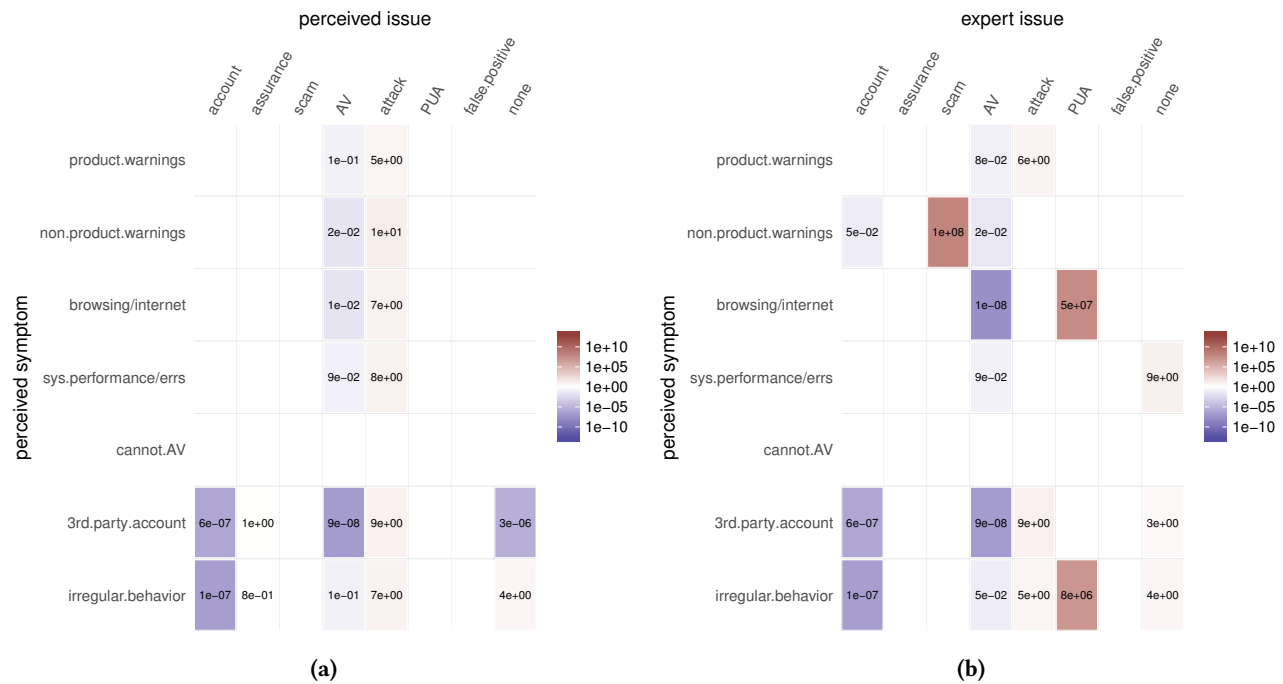 perceived issue
account assurance scam AV attack PUA false.positive none
perceived symptom
product.warnings 1e−01 5e+00
non.product.warnings 2e−02 1e+01
browsing/internet 1e−02 7e+00
sys.performance/errs 9e−02 8e+00
cannot.AV
3rd.party.account 6e−07 1e+00 9e−08 9e+00 3e−06
irregular.behavior 1e−07 8e−01 1e−01 7e+00 4e+00
1e+10
1e+05
1e+00
1e−05
1e−10
(a)
expert issue
account assurance scam AV attack PUA false.positive none
perceived symptom
product.warnings 8e−02 6e+00
non.product.warnings 5e−02 1e+08 2e−02
browsing/internet 1e−08 5e+07
sys.performance/errs 9e−02 9e+00
cannot.AV
3rd.party.account 6e−07 9e−08 9e+00 3e+00
irregular.behavior 1e−07 5e−02 5e+00 8e+06 4e+00
1e+10
1e+05
1e+00
1e−05
1e−10
(b)